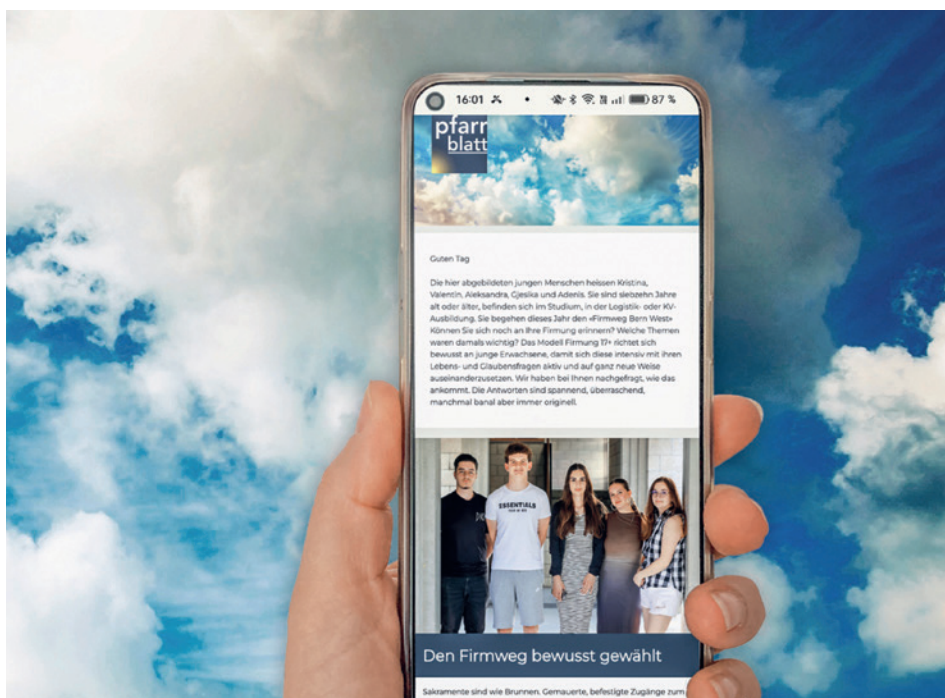 16:01
87 %
pfarr
blatt
Guten Tag
Die hier abgebildeten jungen Menschen heissen Kristina,
Valentin, Aleksandra, Gjesika und Adenis. Sie sind siebzehn Jahre
alt oder älter, befinden sich im Studium, in der Logistik- oder KV-
Ausbildung. Sie begehen dieses Jahr den «Firmweg Bern West»
Können Sie sich noch an Ihre Firmung erinnern? Welche Themen
waren damals wichtig? Das Modell Firmung 17+ richtet sich
bewusst an junge Erwachsene, damit sich diese intensiv mit ihren
Lebens- und Glaubensfragen aktiv und auf ganz neue Weise
auseinanderzusetzen. Wir haben bei Ihnen nachgefragt, wie das
ankommt. Die Antworten sind spannend, überraschend,
manchmal banal aber immer originell.
ESSENTIALS
Den Firmweg bewusst gewählt
Sakramente sind wie Brunnen. Gemauerte, befestigte Zugänge zum